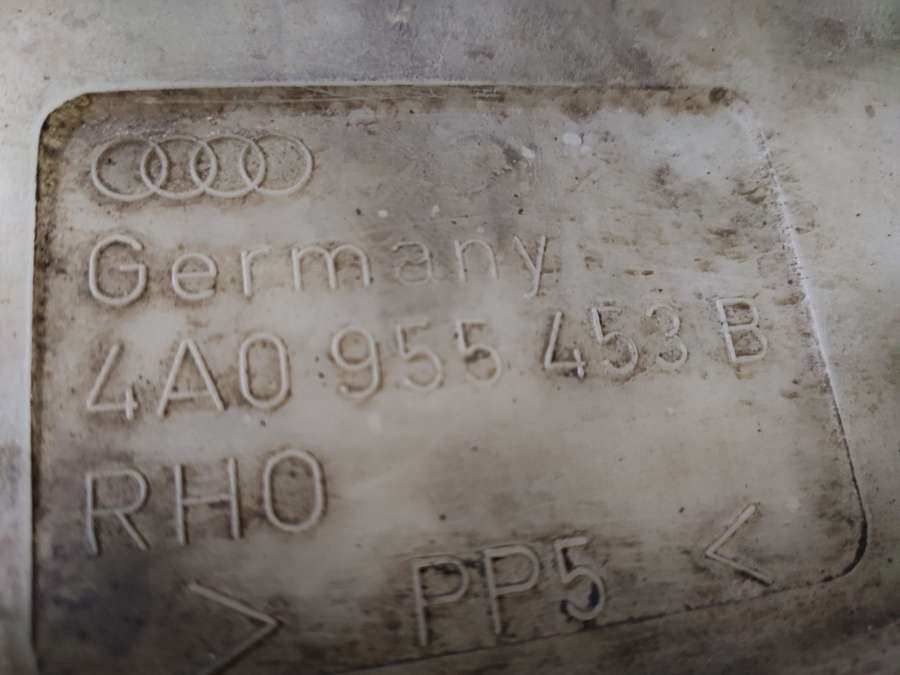 Germany
4A0 955 453 B
RHO
> PP5 <